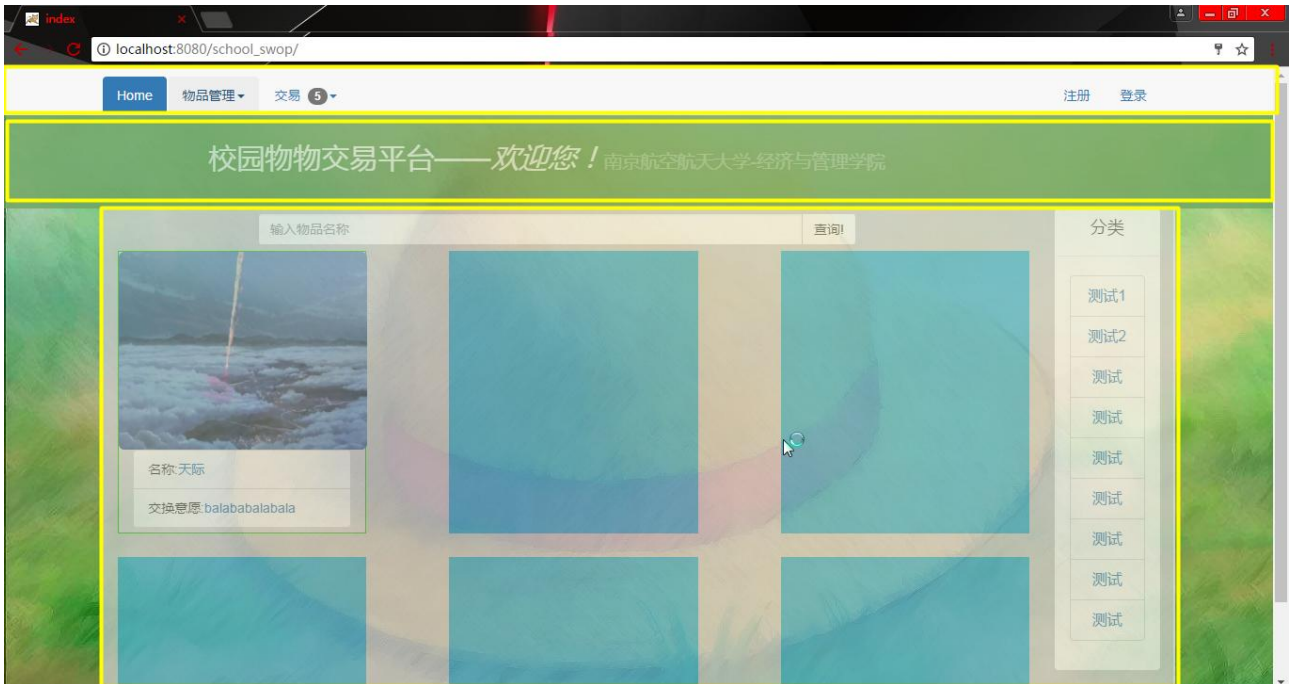 index
localhost:8080/school_swop/
Home 物品管理 交易 5 注册 登录
校园物物交易平台——欢迎您！南京航空航天大学-经济与管理学院
输入物品名称 查询!
分类
测试1
测试2
测试
测试
测试
测试
测试
测试
测试
名称:天际
交换意愿:balababalabala